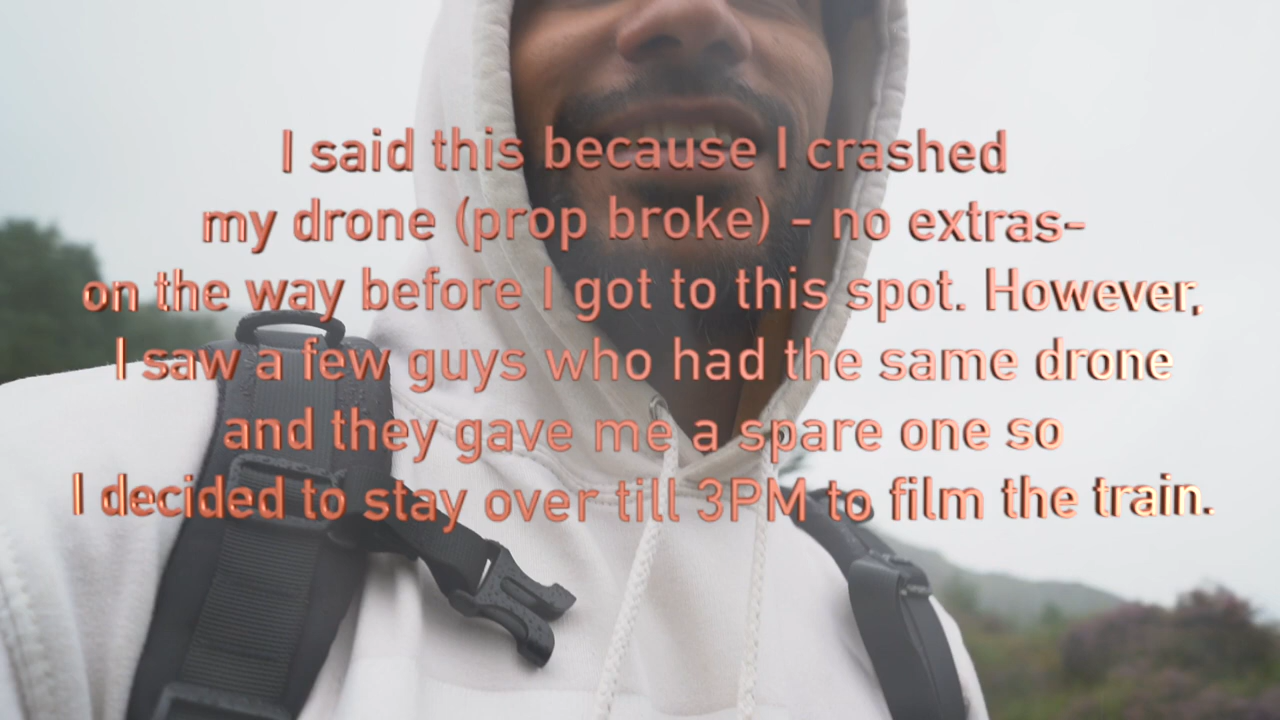 I said this because I crashed
my drone (prop broke) - no extras-
on the way before I got to this spot. However,
I saw a few guys who had the same drone
and they gave me a spare one so
I decided to stay over till 3PM to film the train.